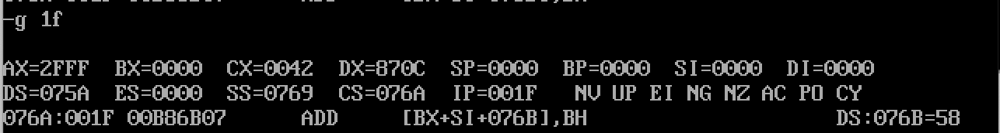 -g 1f
AX=2FFF BX=0000 CX=0042 DX=870C SP=0000 BP=0000 SI=0000 DI=0000
DS=075A ES=0000 SS=0769 CS=076A IP=001F NV UP EI NG NZ AC PO CY
076A:001F 00B86B07 ADD [BX+SI+076B],BH DS:076B=58